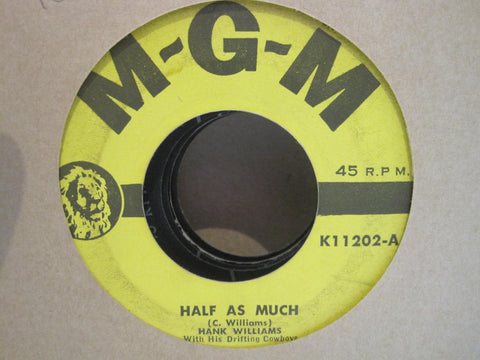 M-G-M
45 R.P.M.
K11202-A
HALF AS MUCH
(C. Williams)
HANK WILLIAMS
With His Drifting Cowboys